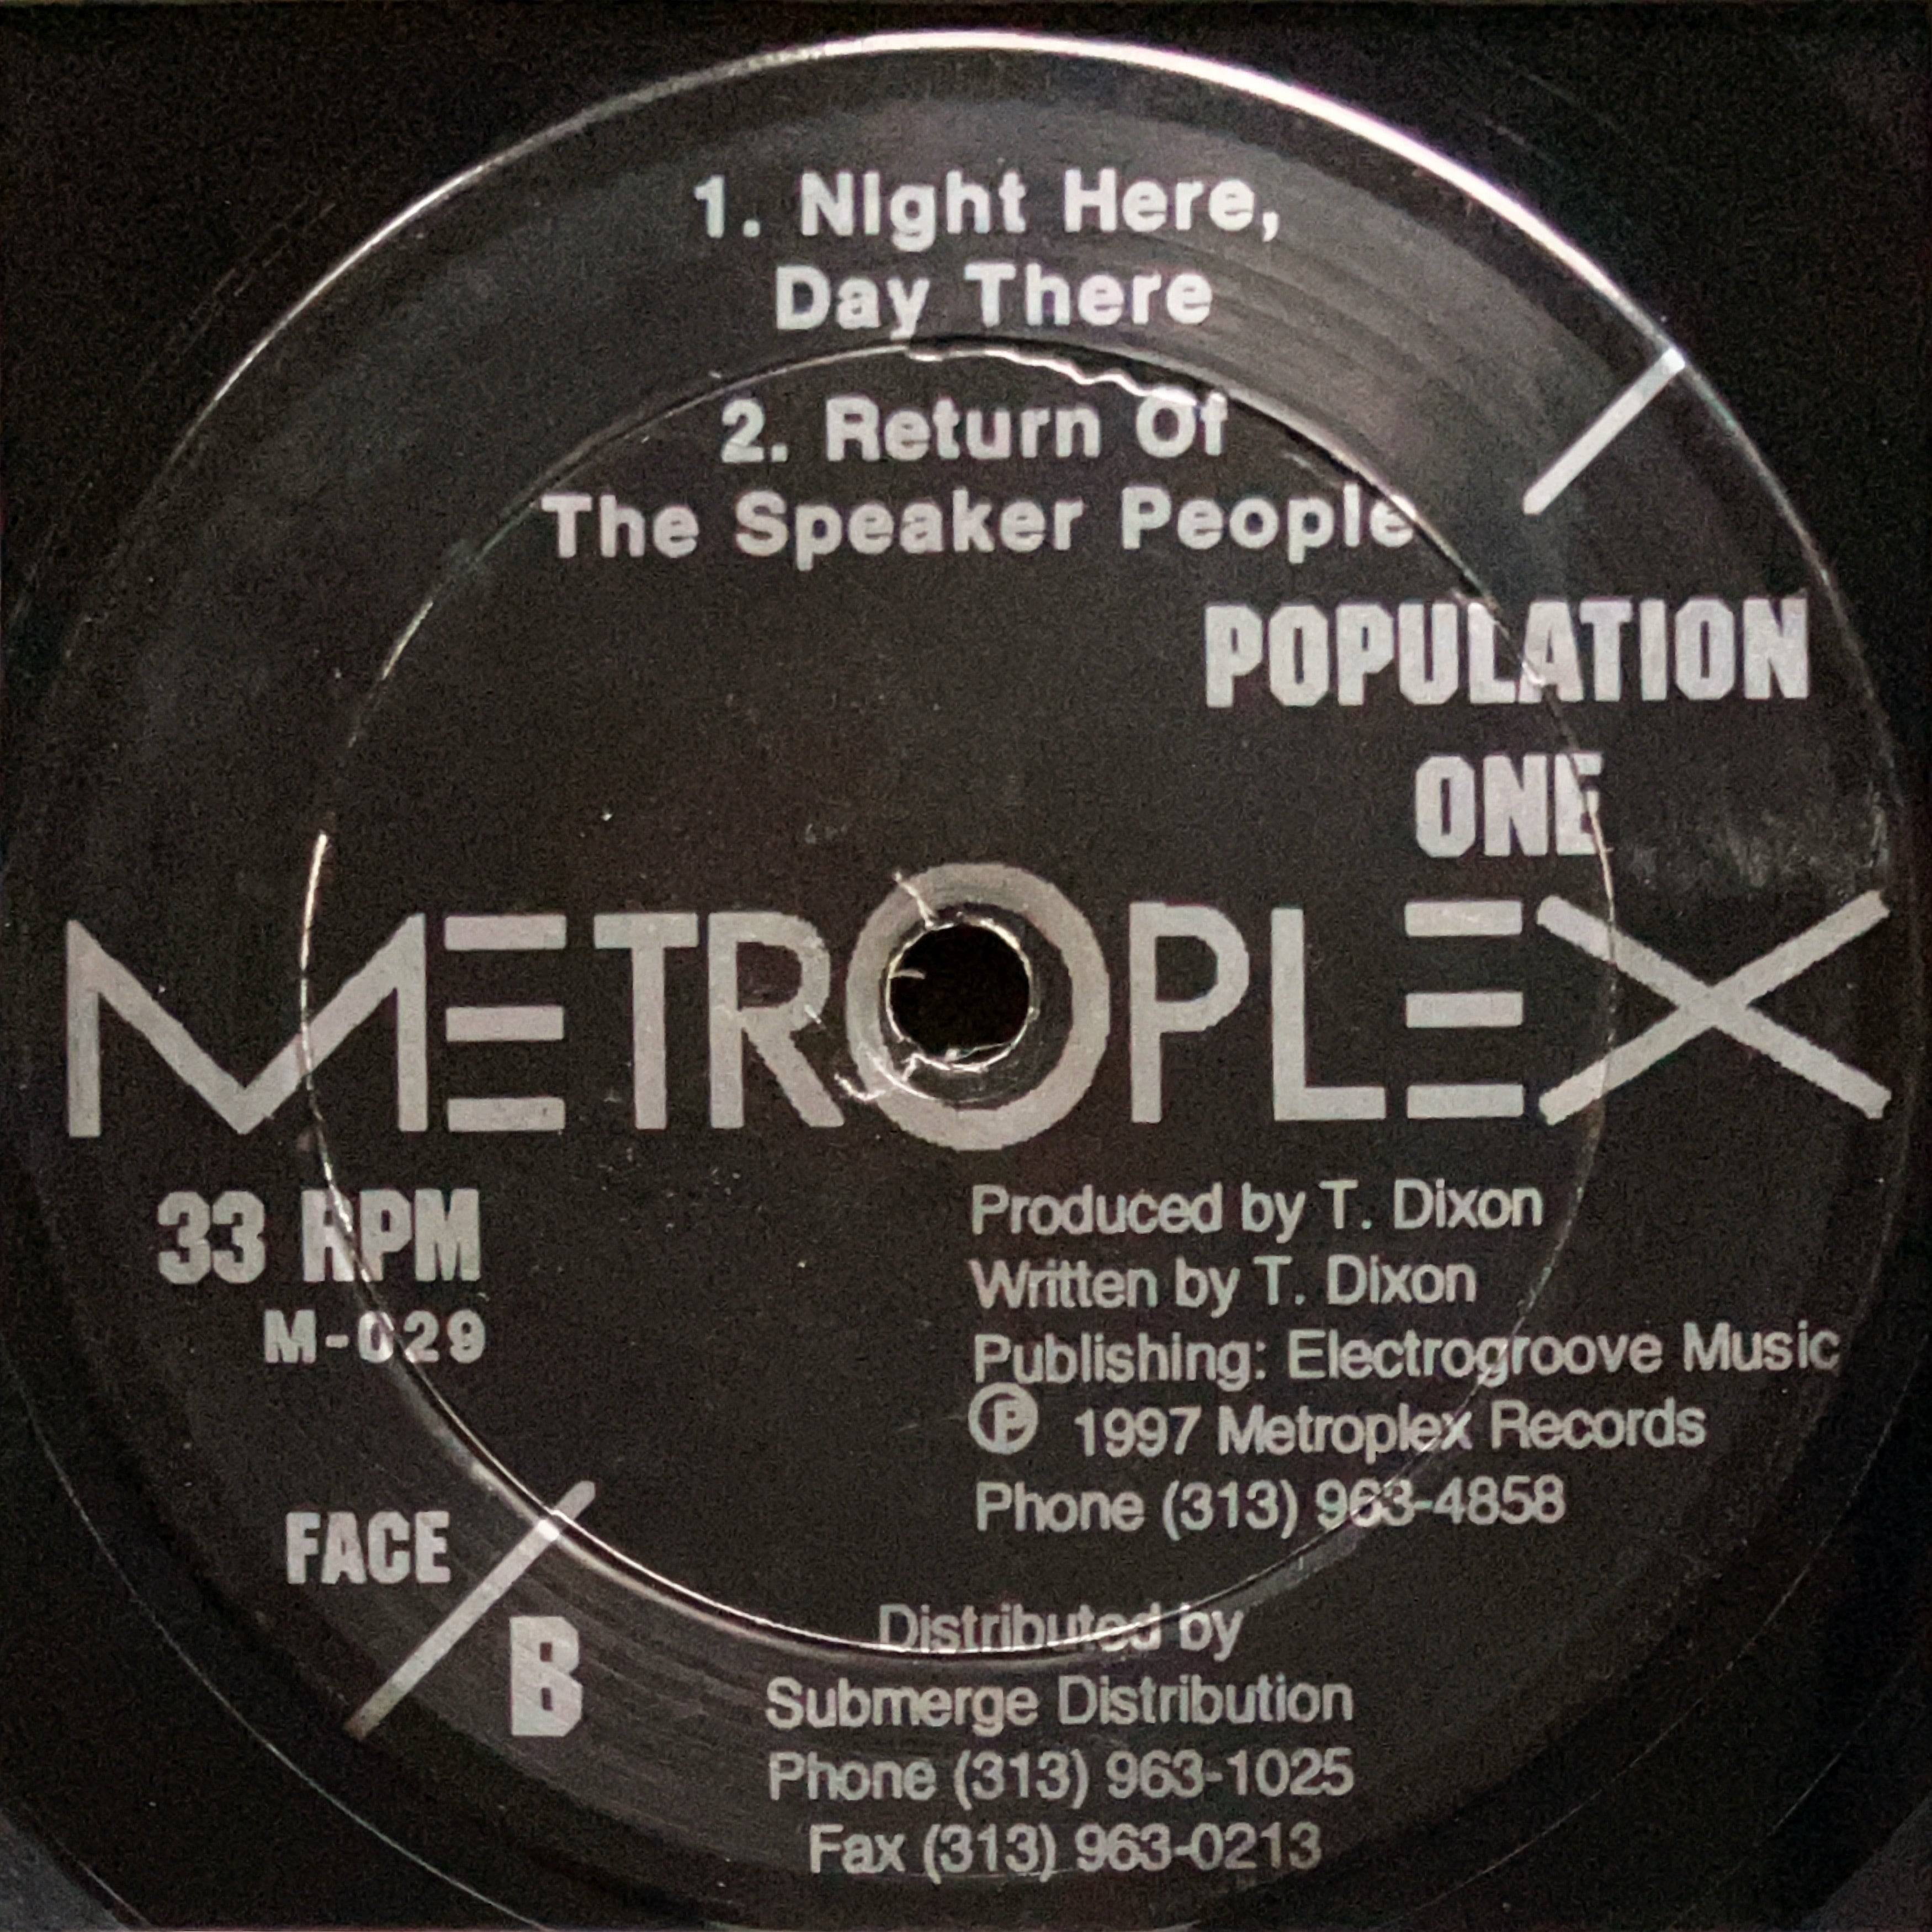 1. NIght Here,
Day There
2. Return Of
The Speaker People
POPULATION
ONE
METROPLEX
33 RPM
M-029
Produced by T. Dixon
Written by T. Dixon
Publishing: Electrogroove Music
Ⓟ 1997 Metroplex Records
Phone (313) 963-4858
FACE
B
Distributed by
Submerge Distribution
Phone (313) 963-1025
Fax (313) 963-0213